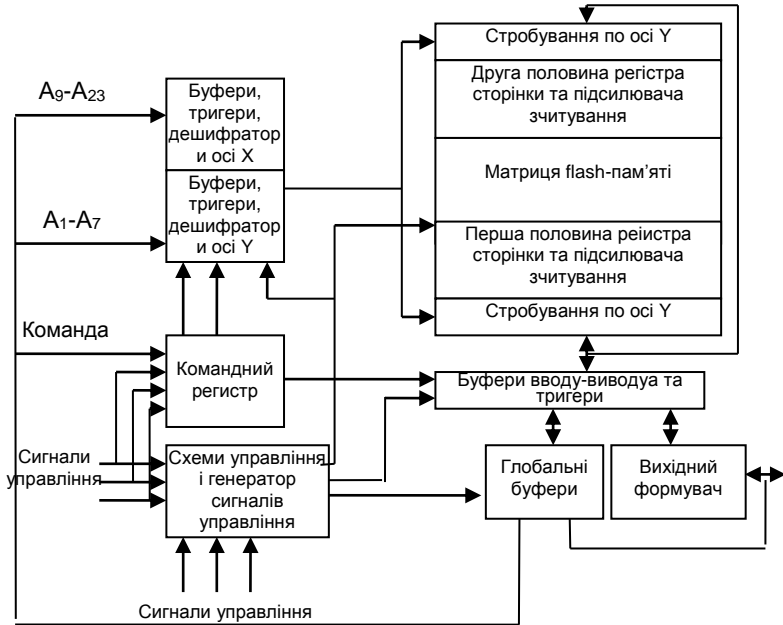 A9-A23
Буфери,
тригери,
дешифратор
и осі X
A1-A7
Буфери,
тригери,
дешифратор
и осі Y
Команда
Командний
регистр
Сигнали
управління
Схеми управління
і генератор
сигналів
управління
Сигнали управління
Стробування по осі Y
Друга половина регістра
сторінки та підсилювача
зчитування
Матриця flash-пам’яті
Перша половина реіистра
сторінки та підсилювача
зчитування
Стробування по осі Y
Буфери вводу-виводуа та
тригери
Глобальні
буфери
Вихідний
формувач